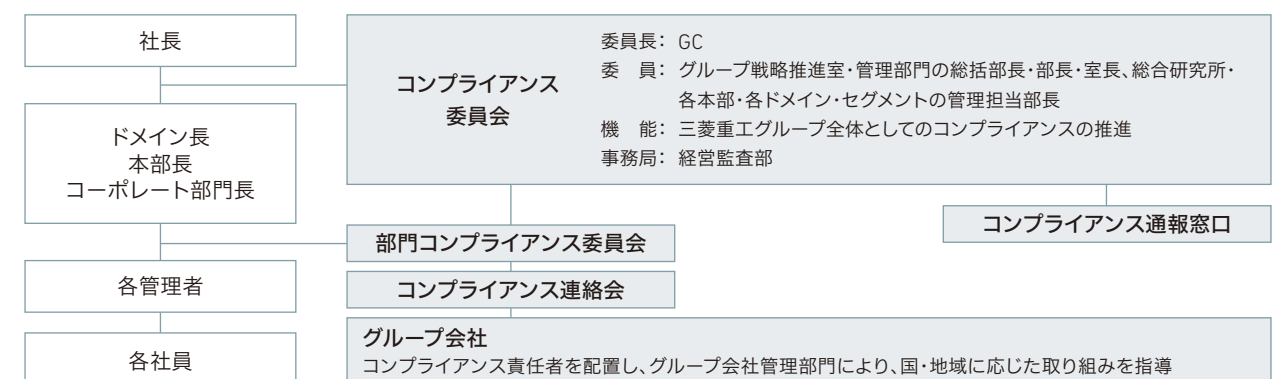 社長
ドメイン長
本部長
コーポレート部門長
各管理者
各社員
コンプライアンス
委員会
委員長： GC
委　員： グループ戦略推進室・管理部門の総括部長・部長・室長、総合研究所・
各本部・各ドメイン・セグメントの管理担当部長
機　能： 三菱重工グループ全体としてのコンプライアンスの推進
事務局： 経営監査部
コンプライアンス通報窓口
部門コンプライアンス委員会
コンプライアンス連絡会
グループ会社
コンプライアンス責任者を配置し、グループ会社管理部門により、国・地域に応じた取り組みを指導